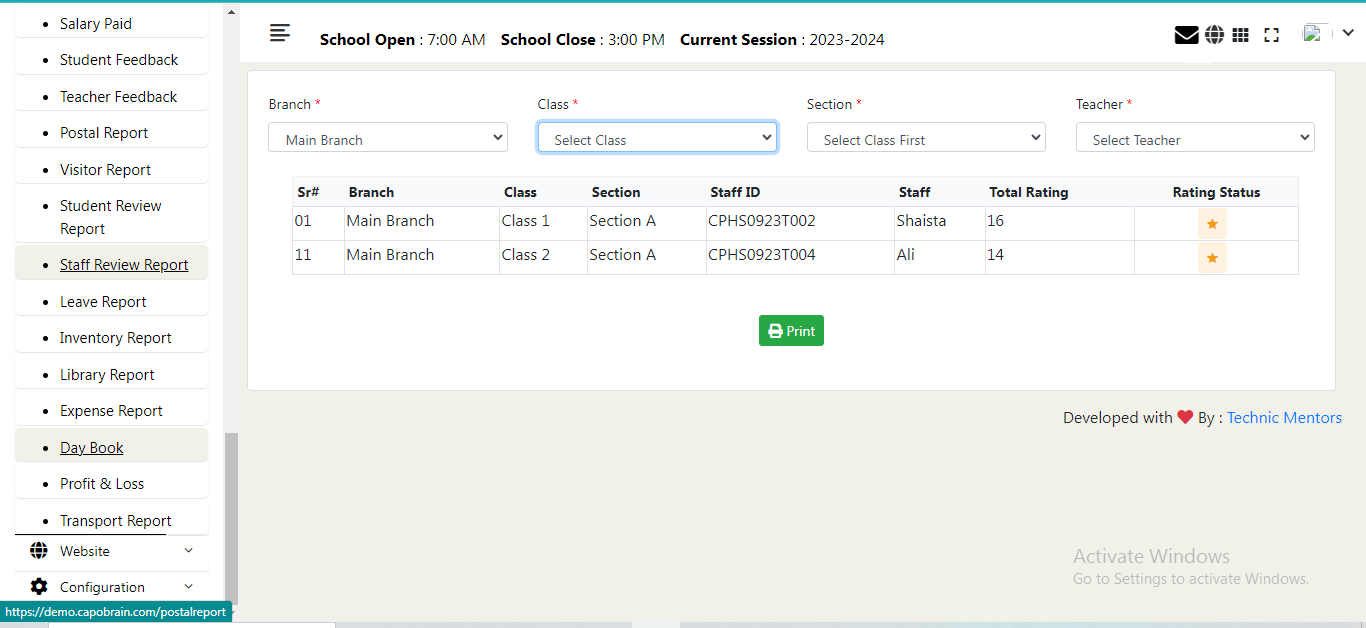 Salary Paid
Student Feedback
Teacher Feedback
Postal Report
Visitor Report
Student Review
Report
Staff Review Report
Leave Report
Inventory Report
Library Report
Expense Report
Day Book
Profit & Loss
Transport Report
Website
Configuration
https://demo.capobrain.com/postalreport
School Open : 7:00 AM School Close : 3:00 PM Current Session : 2023-2024
Branch * Class * Section * Teacher *
Main Branch Select Class Select Class First Select Teacher
Sr# Branch Class Section Staff ID Staff Total Rating Rating Status
01 Main Branch Class 1 Section A CPHS0923T002 Shaista 16
11 Main Branch Class 2 Section A CPHS0923T004 Ali 14
Print
Developed with By : Technic Mentors
Activate Windows
Go to Settings to activate Windows.